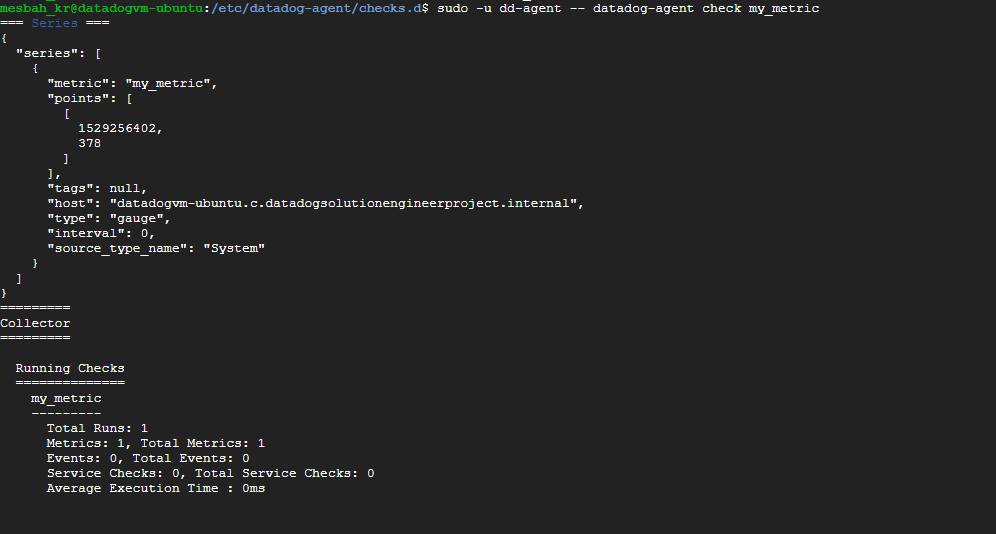 mesbah_kr@datadogvm-ubuntu:/etc/datadog-agent/checks.d$ sudo -u dd-agent -- datadog-agent check my_metric
=== Series ===
{
  "series": [
    {
      "metric": "my_metric",
      "points": [
        [
          1529256402,
          378
        ]
      ],
      "tags": null,
      "host": "datadogvm-ubuntu.c.datadogsolutionengineerproject.internal",
      "type": "gauge",
      "interval": 0,
      "source_type_name": "System"
    }
  ]
}
=========
Collector
=========

  Running Checks
  ==============
    my_metric
    ---------
      Total Runs: 1
      Metrics: 1, Total Metrics: 1
      Events: 0, Total Events: 0
      Service Checks: 0, Total Service Checks: 0
      Average Execution Time : 0ms